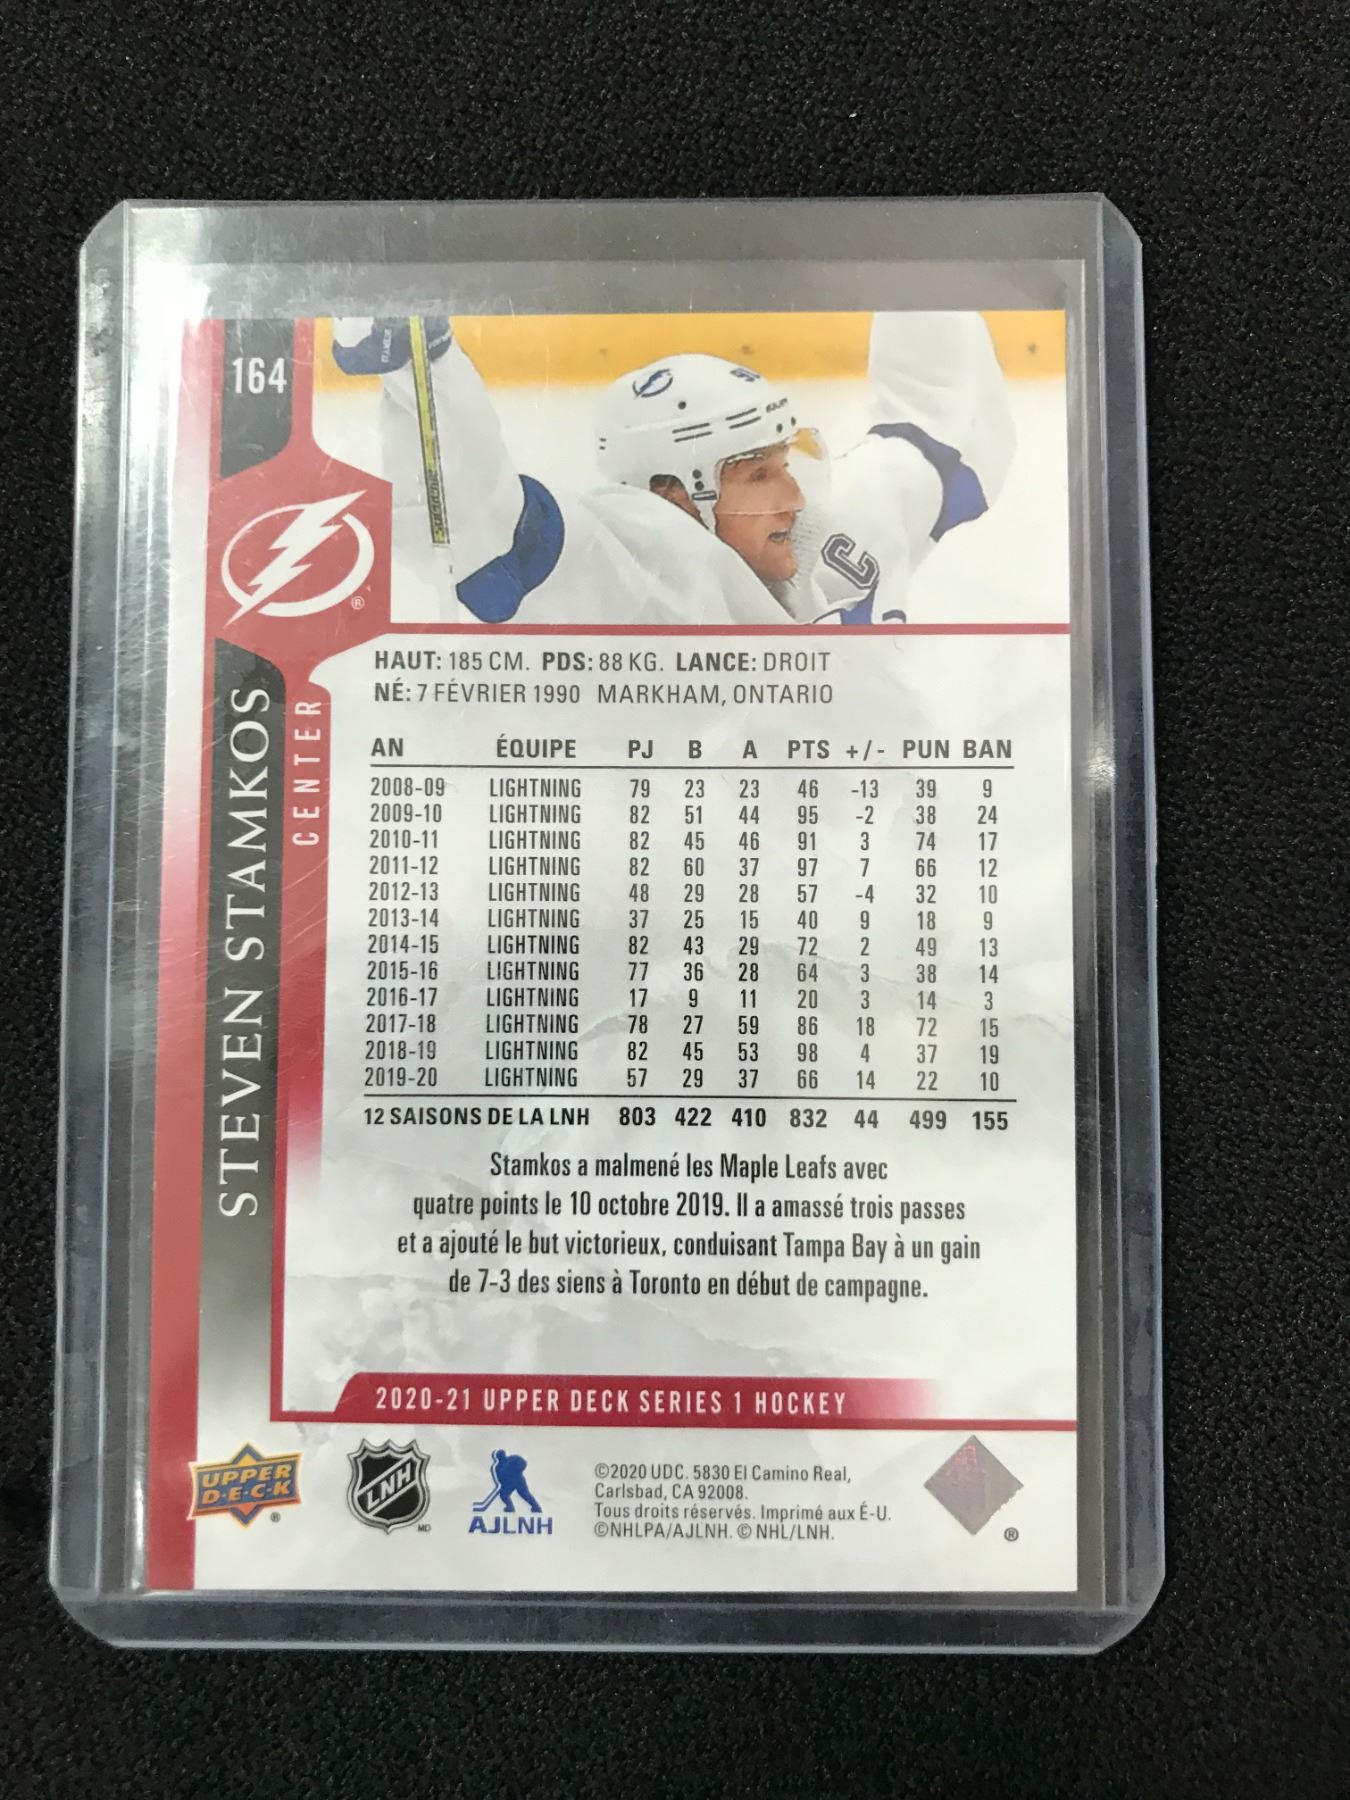 164
C
STEVEN STAMKOS
CENTER
HAUT: 185 CM. PDS: 88 KG. LANCE: DROIT
NÉ: 7 FÉVRIER 1990 MARKHAM, ONTARIO
AN ÉQUIPE PJ B A PTS +/- PUN BAN
2008-09 LIGHTNING 79 23 23 46 -13 39 9
2009-10 LIGHTNING 82 51 44 95 -2 38 24
2010-11 LIGHTNING 82 45 46 91 3 74 17
2011-12 LIGHTNING 82 60 37 97 7 66 12
2012-13 LIGHTNING 48 29 28 57 -4 32 10
2013-14 LIGHTNING 37 25 15 40 9 18 9
2014-15 LIGHTNING 82 43 29 72 2 49 13
2015-16 LIGHTNING 77 36 28 64 3 38 14
2016-17 LIGHTNING 17 9 11 20 3 14 3
2017-18 LIGHTNING 78 27 59 86 18 72 15
2018-19 LIGHTNING 82 45 53 98 4 37 19
2019-20 LIGHTNING 57 29 37 66 14 22 10
12 SAISONS DE LA LNH 803 422 410 832 44 499 155
Stamkos a malmené les Maple Leafs avec
quatre points le 10 octobre 2019. Il a amassé trois passes
et a ajouté le but victorieux, conduisant Tampa Bay à un gain
de 7-3 des siens à Toronto en début de campagne.
2020-21 UPPER DECK SERIES 1 HOCKEY
UPPER
D·E·C·K
®
LNH
MD
AJLNH
©2020 UDC. 5830 El Camino Real,
Carlsbad, CA 92008.
Tous droits réservés. Imprimé aux É-U.
©NHLPA/AJLNH. © NHL/LNH.
®